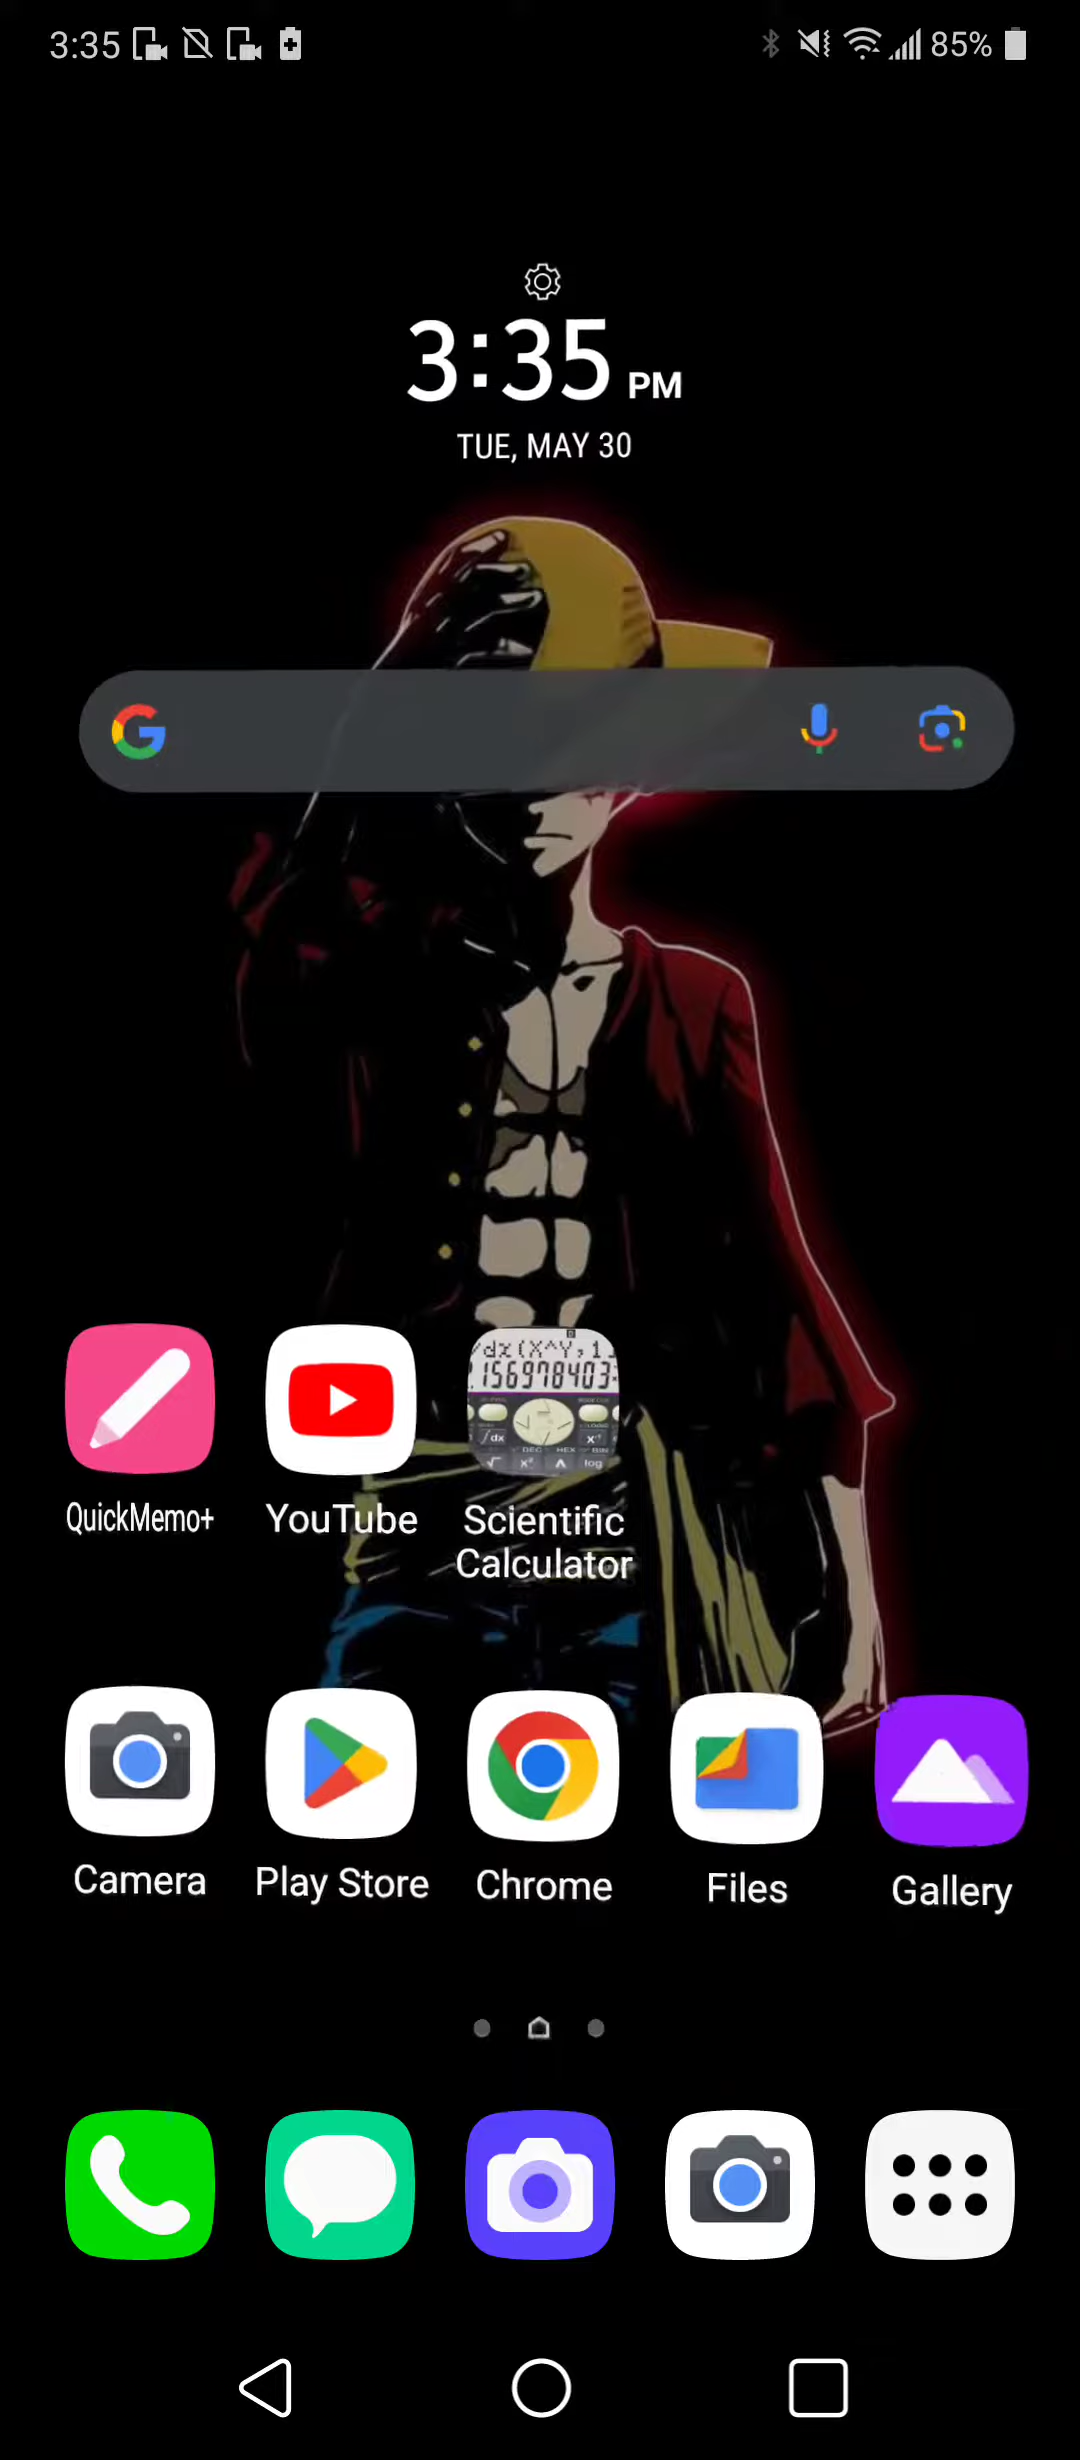 3:35
85%
3:35 PM
TUE, MAY 30
QuickMemo+
YouTube
Scientific
Calculator
Camera
Play Store
Chrome
Files
Gallery